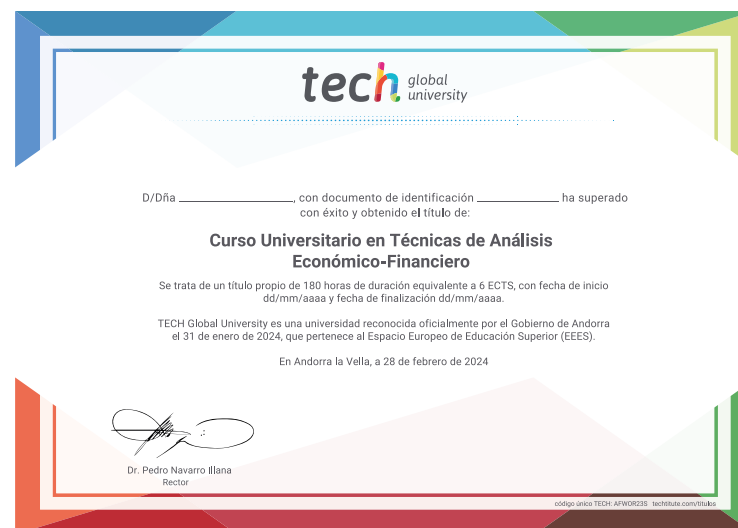 tech global university
D/Dña ______________, con documento de identificación ______________ ha superado
con éxito y obtenido el título de:
Curso Universitario en Técnicas de Análisis
Económico-Financiero
Se trata de un título propio de 180 horas de duración equivalente a 6 ECTS, con fecha de inicio
dd/mm/aaaa y fecha de finalización dd/mm/aaaa.
TECH Global University es una universidad reconocida oficialmente por el Gobierno de Andorra
el 31 de enero de 2024, que pertenece al Espacio Europeo de Educación Superior (EEES).
En Andorra la Vella, a 28 de febrero de 2024
Dr. Pedro Navarro Illana
Rector
código único TECH: AFWOR23S techtitute.com/titulos